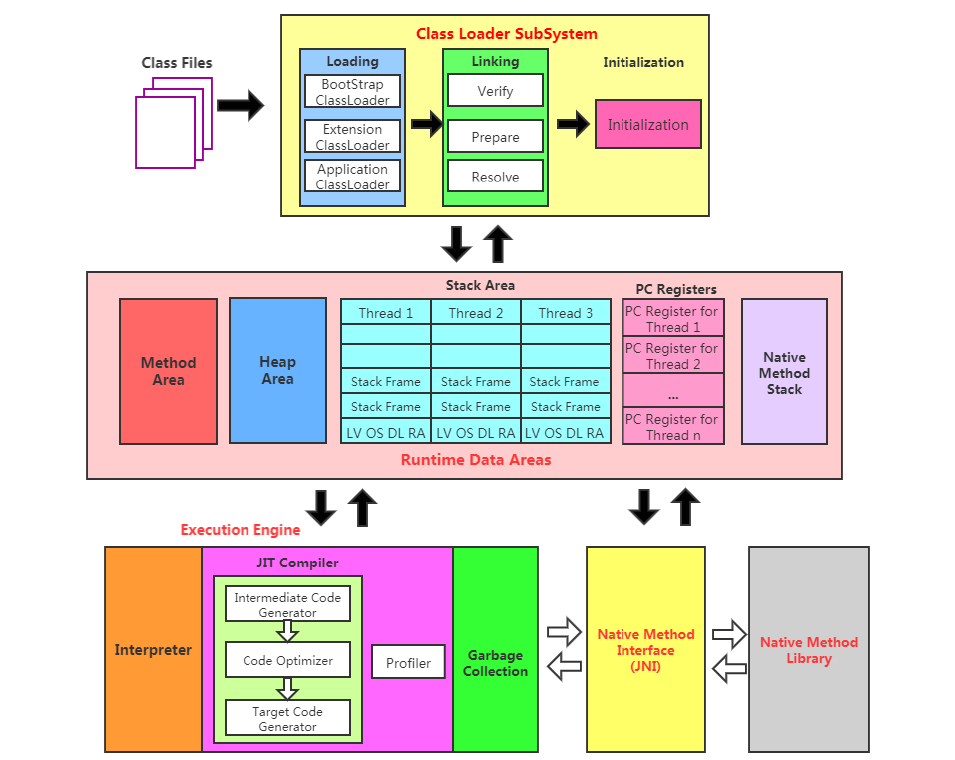 Class Loader SubSystem
Class Files
Loading
BootStrap
ClassLoader
Extension
ClassLoader
Application
ClassLoader
Linking
Verify
Prepare
Resolve
Initialization
Initialization
Stack Area
PC Registers
Method
Area
Heap
Area
Thread 1
Thread 2
Thread 3
Stack Frame
Stack Frame
Stack Frame
Stack Frame
Stack Frame
Stack Frame
LV OS DL RA
LV OS DL RA
LV OS DL RA
PC Register for
Thread 1
PC Register for
Thread 2
...
PC Register for
Thread n
Native
Method
Stack
Runtime Data Areas
Execution Engine
Interpreter
JIT Compiler
Intermediate Code
Generator
Code Optimizer
Target Code
Generator
Profiler
Garbage
Collection
Native Method
Interface
(JNI)
Native Method
Library